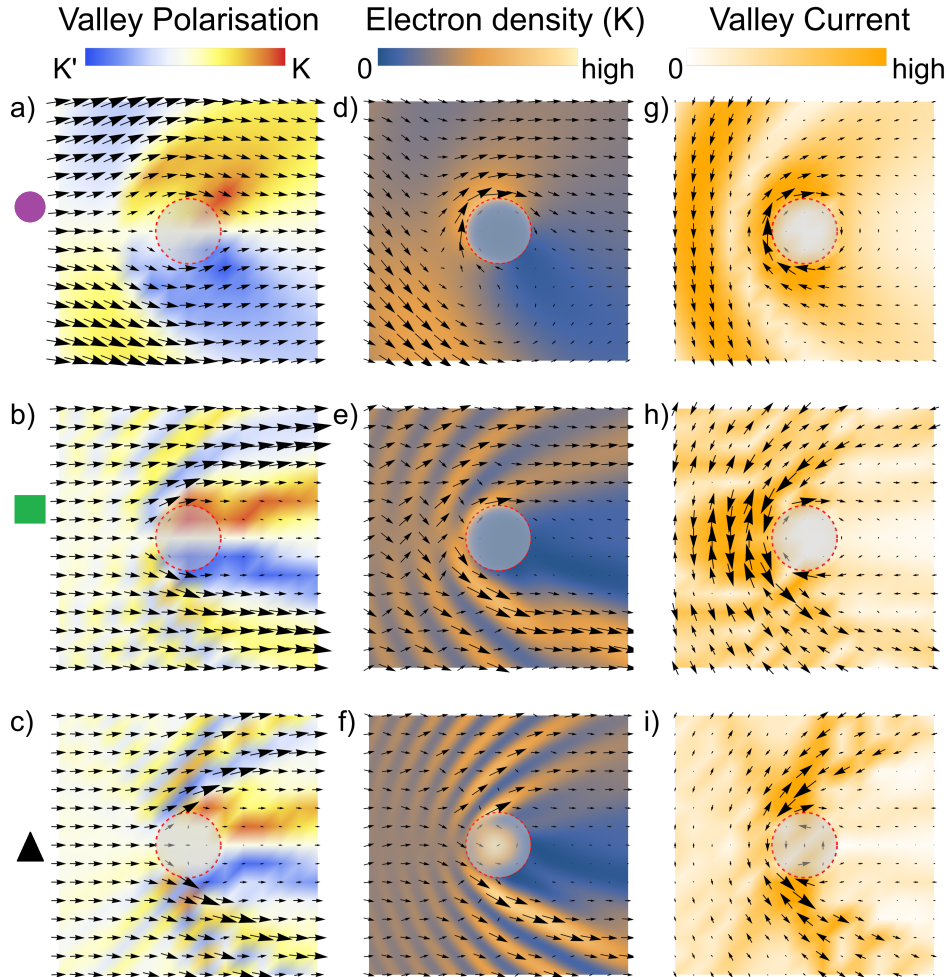 Valley Polarisation Electron density (K) Valley Current
K' K 0 high 0 high
a) d) g)
b) e) h)
c) f) i)